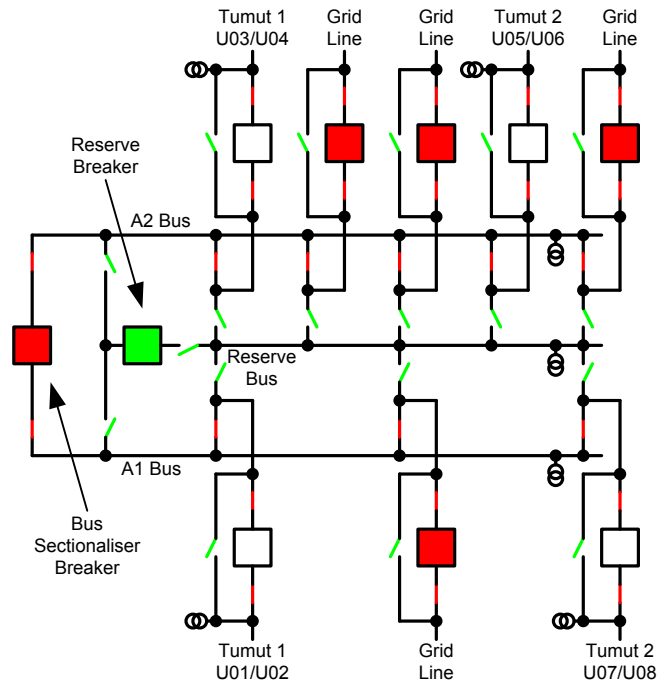 Tumut 1
U03/U04
Grid
Line
Grid
Line
Tumut 2
U05/U06
Grid
Line
Reserve
Breaker
A2 Bus
Reserve
Bus
A1 Bus
Bus
Sectionaliser
Breaker
Tumut 1
U01/U02
Grid
Line
Tumut 2
U07/U08